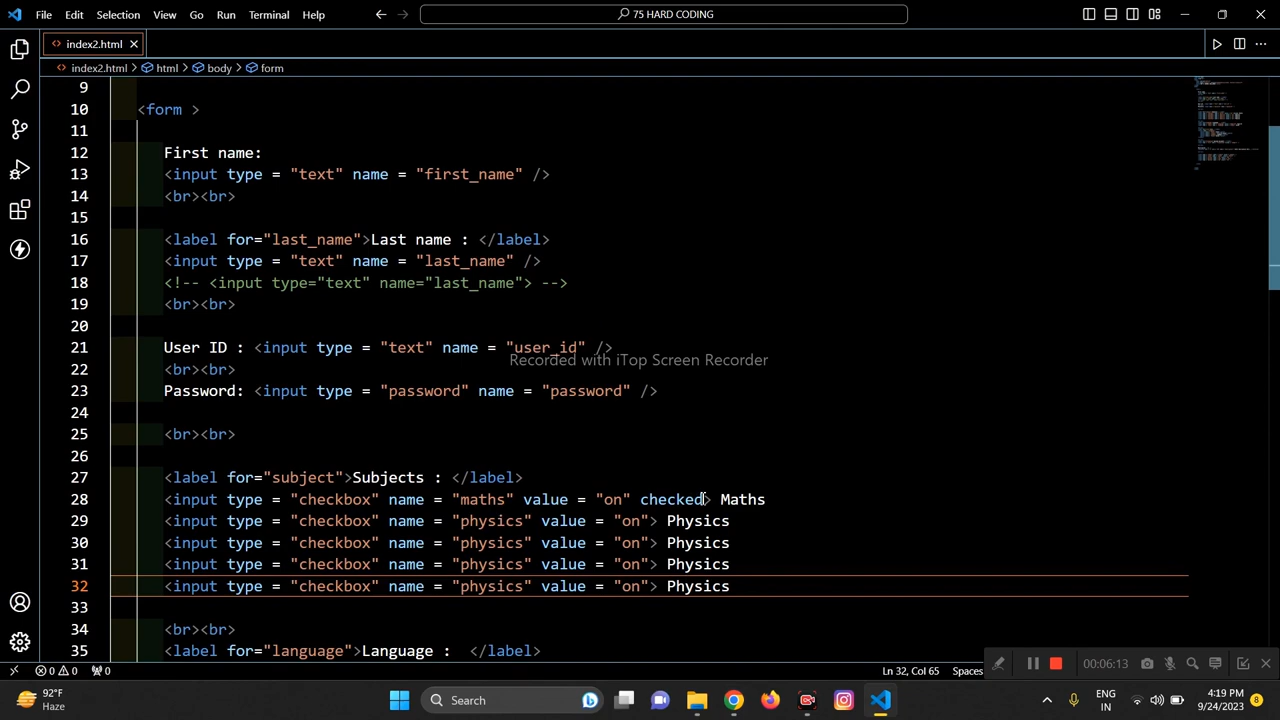 File Edit Selection View Go Run Terminal Help 75 HARD CODING
index2.html
index2.html > html > body > form
9
10 <form >
11
12 First name:
13 <input type = "text" name = "first_name" />
14 <br><br>
15
16 <label for="last_name">Last name : </label>
17 <input type = "text" name = "last_name" />
18 <!-- <input type="text" name="last_name"> -->
19 <br><br>
20
21 User ID : <input type = "text" name = "user_id" />
Recorded with iTop Screen Recorder
22 <br><br>
23 Password: <input type = "password" name = "password" />
24
25 <br><br>
26
27 <label for="subject">Subjects : </label>
28 <input type = "checkbox" name = "maths" value = "on" checked> Maths
29 <input type = "checkbox" name = "physics" value = "on"> Physics
30 <input type = "checkbox" name = "physics" value = "on"> Physics
31 <input type = "checkbox" name = "physics" value = "on"> Physics
32 <input type = "checkbox" name = "physics" value = "on"> Physics
33
34 <br><br>
35 <label for="language">Language : </label>
0 0 0 Ln 32, Col 65 Spaces 00:06:13
92°F Search ENG 4:19 PM
Haze IN 9/24/2023 8